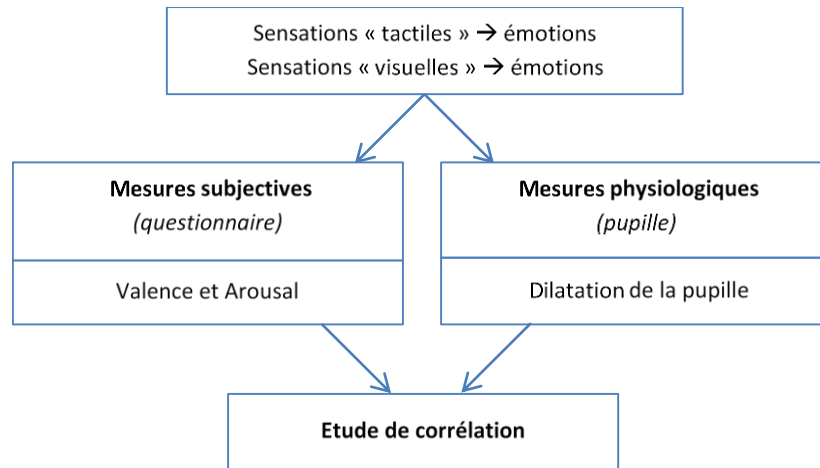 Sensations « tactiles » → émotions
Sensations « visuelles » → émotions
Mesures subjectives
(questionnaire)
Valence et Arousal
Mesures physiologiques
(pupille)
Dilatation de la pupille
Etude de corrélation